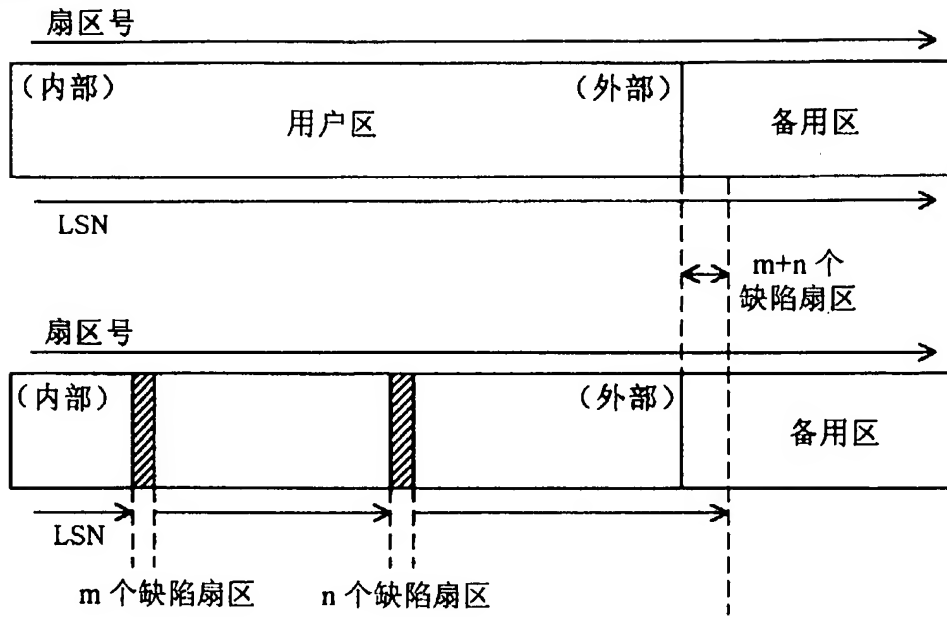 扇区号
（内部）
（外部）
用户区
备用区
LSN
m+n 个
缺陷扇区
扇区号
（内部）
（外部）
备用区
LSN
m 个缺陷扇区
n 个缺陷扇区